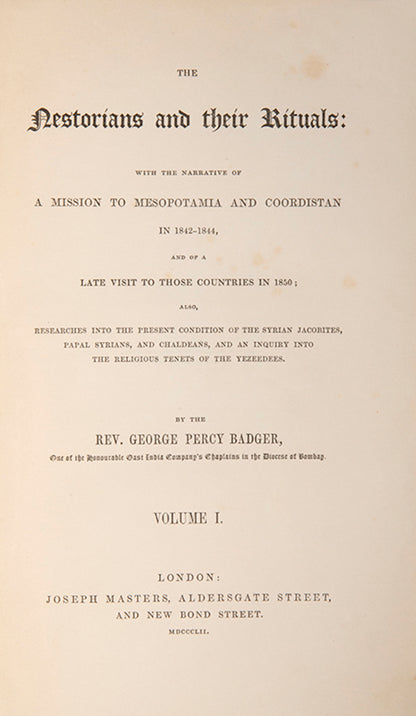 THE
Nestorians and their Rituals:
WITH THE NARRATIVE OF
A MISSION TO MESOPOTAMIA AND COORDISTAN
IN 1842-1844,
AND OF A
LATE VISIT TO THOSE COUNTRIES IN 1850;
ALSO,
RESEARCHES INTO THE PRESENT CONDITION OF THE SYRIAN JACOBITES,
PAPAL SYRIANS, AND CHALDEANS, AND AN INQUIRY INTO
THE RELIGIOUS TENETS OF THE YEZEEDEES.
BY THE
REV. GEORGE PERCY BADGER,
One of the Honourable East India Company's Chaplains in the Diocese of Bombay.
VOLUME I.
LONDON:
JOSEPH MASTERS, ALDERSGATE STREET,
AND NEW BOND STREET.
MDCCCLII.